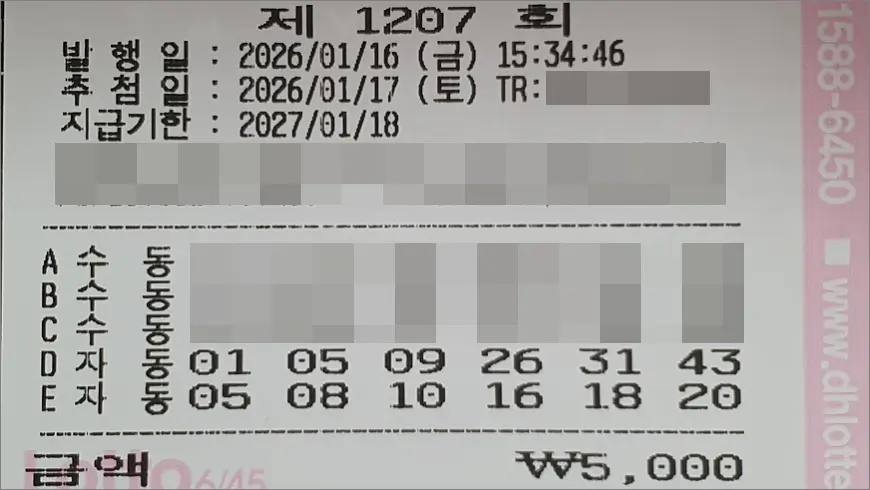 제 1207 회
발 행 일 : 2026/01/16 (금) 15:34:46
추 첨 일 : 2026/01/17 (토) TR:
지급기한 : 2027/01/18
A 수 동
B 수 동
C 수 동
D 자 동 01 05 09 26 31 43
E 자 동 05 08 10 16 18 20
금액 ₩5,000
Lotto 6/45
1588-6450 ■ www.dhlotte